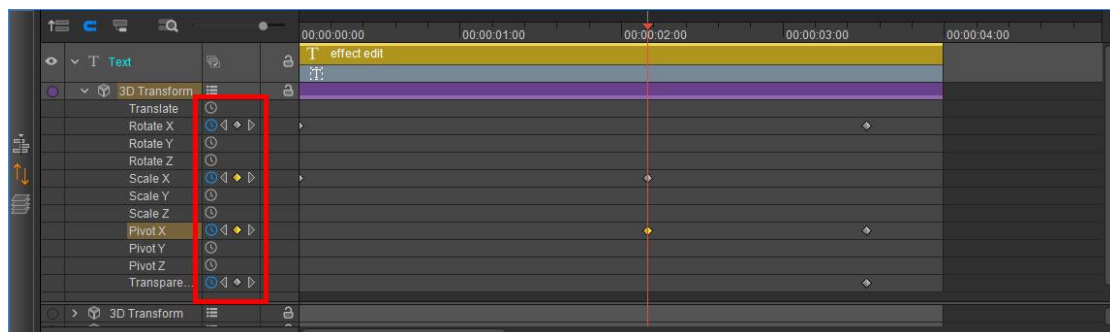 00:00:00:00 00:00:01:00 00:00:02:00 00:00:03:00 00:00:04:00
T Text T effect edit
T
3D Transform
Translate
Rotate X
Rotate Y
Rotate Z
Scale X
Scale Y
Scale Z
Pivot X
Pivot Y
Pivot Z
Transpare...
3D Transform